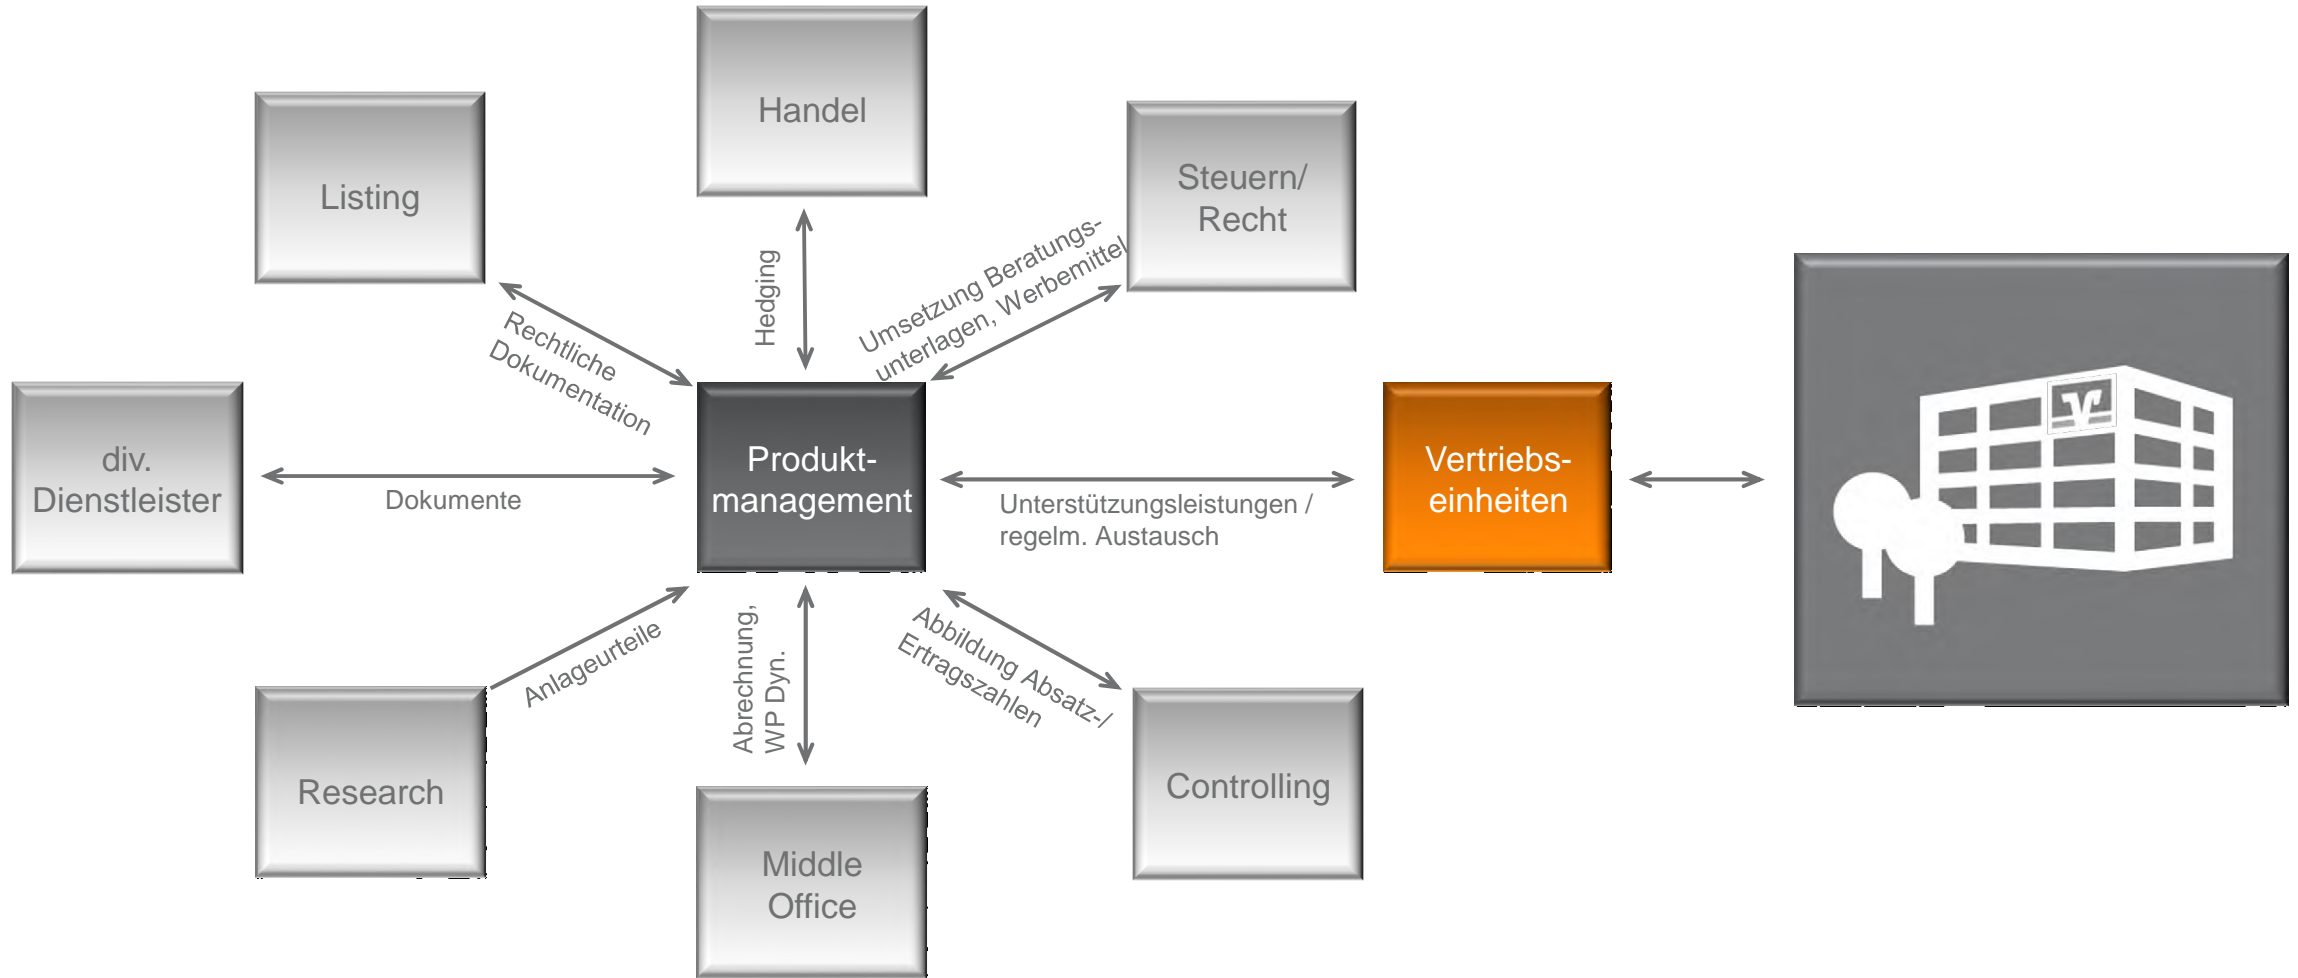 Handel
Listing
Steuern/
Recht
Hedging
Umsetzung Beratungs-
unterlagen, Werbemittel
Rechtliche
Dokumentation
div.
Dienstleister
Dokumente
Produkt-
management
Unterstützungsleistungen /
regelm. Austausch
Vertriebs-
einheiten
Anlageurteile
Abrechnung,
WP Dyn.
Abbildung Absatz-/
Ertragszahlen
Research
Middle
Office
Controlling